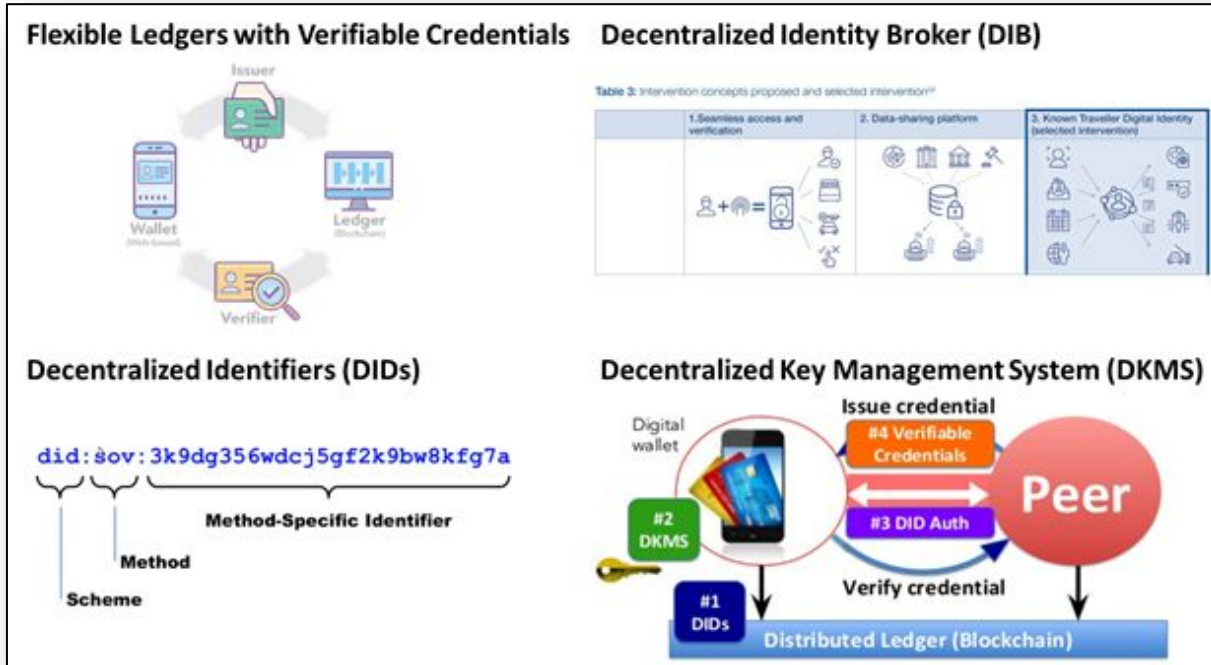 Flexible Ledgers with Verifiable Credentials
Issuer
Wallet
(Web-based)
Ledger
(Blockchain)
Verifier
Decentralized Identity Broker (DIB)
Table 3: Intervention concepts proposed and selected intervention
1.Seamless access and
verification
2. Data-sharing platform
3. Known Traveller Digital Identity
(selected intervention)
Decentralized Identifiers (DIDs)
did:sov:3k9dg356wdcj5gf2k9bw8kfg7a
Method-Specific Identifier
Method
Scheme
Decentralized Key Management System (DKMS)
Issue credential
Digital
wallet
#4 Verifiable
Credentials
Peer
#2
DKMS
#3 DID Auth
Verify credential
#1
DIDs
Distributed Ledger (Blockchain)